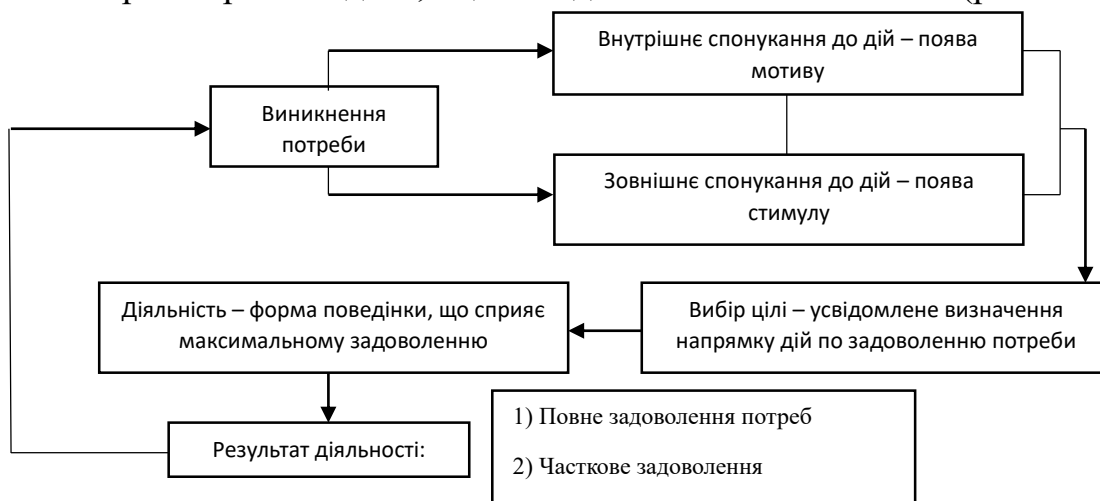 Внутрішнє спонукання до дій – поява
мотиву
Виникнення
потреби
Зовнішнє спонукання до дій – поява
стимулу
Діяльність – форма поведінки, що сприяє
максимальному задоволенню
Вибір цілі – усвідомлене визначення
напрямку дій по задоволенню потреби
Результат діяльності:
1) Повне задоволення потреб
2) Часткове задоволення